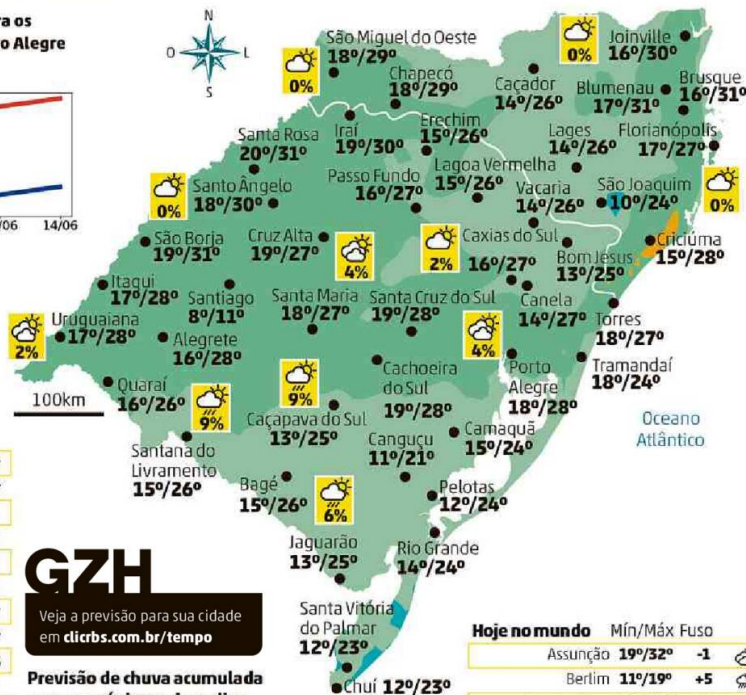 ra os
o Alegre
N
O
L
S
/06
14/06
São Miguel do Oeste
18º/29º
0%
Chapecó
18º/29º
Caçador
14º/26º
0%
Joinville
16º/30º
Blumenau
17º/31º
Brusque
16º/31º
Santa Rosa
20º/31º
Iraí
19º/30º
Erechim
15º/26º
Lages
14º/26º
Florianópolis
17º/27º
Lagoa Vermelha
15º/26º
0%
Santo Ângelo
18º/30º
Passo Fundo
16º/27º
Vacaria
14º/26º
São Joaquim
10º/24º
0%
São Borja
19º/31º
Cruz Alta
19º/27º
4%
2%
Caxias do Sul
16º/27º
Bom Jesus
13º/25º
Criciúma
15º/28º
Itaqui
17º/28º
Santiago
8º/11º
Santa Maria
18º/27º
Santa Cruz do Sul
19º/28º
Canela
14º/27º
Torres
18º/27º
2%
Uruguaiana
17º/28º
Alegrete
16º/28º
4%
Porto
Alegre
18º/28º
Tramandaí
18º/24º
Quaraí
16º/26º
100km
9%
9%
Cachoeira
do Sul
19º/28º
Oceano
Atlântico
Caçapava do Sul
13º/25º
Camaquã
15º/24º
Santana do
Livramento
15º/26º
Canguçu
11º/21º
Bagé
15º/26º
6%
Pelotas
12º/24º
Jaguarão
13º/25º
Rio Grande
14º/24º
GZH
Veja a previsão para sua cidade
em clicrbs.com.br/tempo
Santa Vitória
do Palmar
12º/23º
Chuí 12º/23º
Previsão de chuva acumulada
Hoje no mundo Mín/Máx Fuso
Assunção 19º/32º -1
Berlim 11º/19º +5